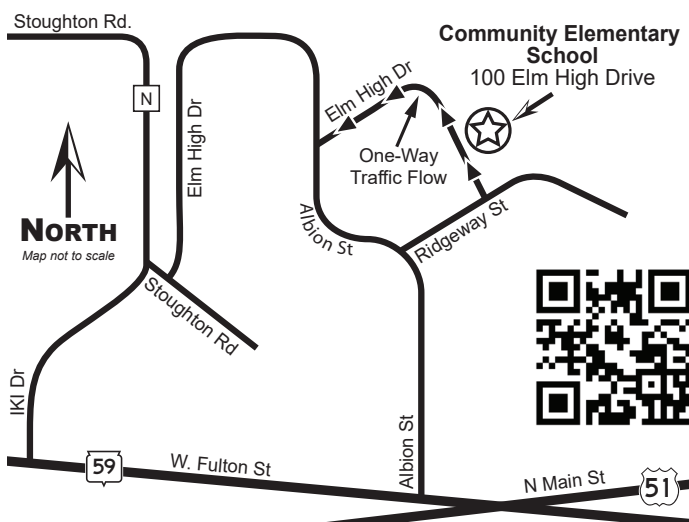 Stoughton Rd.
Community Elementary
School
100 Elm High Drive
N
Elm High Dr
Elm High Dr
One-Way
Traffic Flow
NORTH
Map not to scale
Albion St
Ridgeway St
Stoughton Rd
IKI Dr
59
W. Fulton St
Albion St
N Main St
51